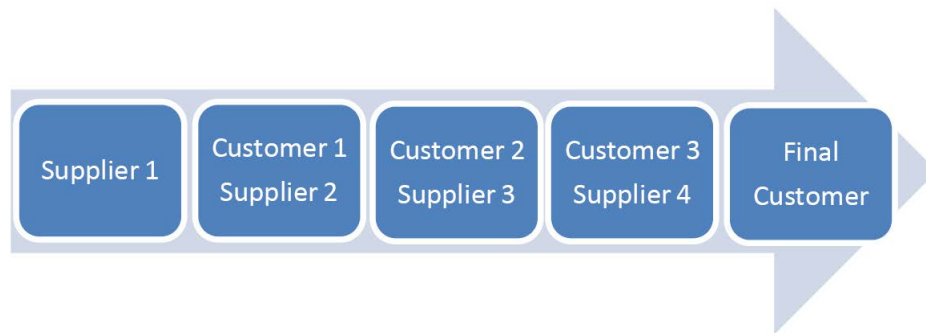 Supplier 1
Customer 1
Supplier 2
Customer 2
Supplier 3
Customer 3
Supplier 4
Final
Customer